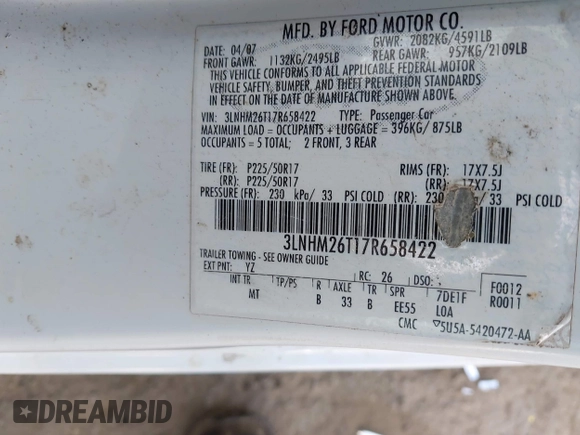 MFD. BY FORD MOTOR CO.
DATE 04/07 GVWR: 2082KG/4591LB
FRONT GAWR: 1132KG/2495LB REAR GAWR: 957KG/2109LB
THIS VEHICLE CONFORMS TO ALL APPLICABLE FEDERAL MOTOR
VEHICLE SAFETY, BUMPER, AND THEFT PREVENTION STANDARDS
IN EFFECT ON THE DATE OF MANUFACTURE SHOWN ABOVE.
VIN: 3LNHM26T17R658422 TYPE: Passenger Car
MAXIMUM LOAD = OCCUPANTS + LUGGAGE = 396KG/ 875LB
OCCUPANTS = 5 TOTAL; 2 FRONT, 3 REAR
TIRE (FR): P225/50R17 RIMS (FR): 17X7.5J
(RR): P225/50R17 (RR): 17X7.5J
PRESSURE (FR): 230 kPa/ 33 PSI COLD (RR): 230 / 33 PSI COLD
3LNHM26T17R658422
TRAILER TOWING - SEE OWNER GUIDE
EXT PNT: YZ RC: 26 DSO: F0012
INT TR TP/PS R AXLE TR SPR 7DE1F R0011
MT B 33 B EE55 LOA
CMC 5U5A-5420472-AA
DREAMBID